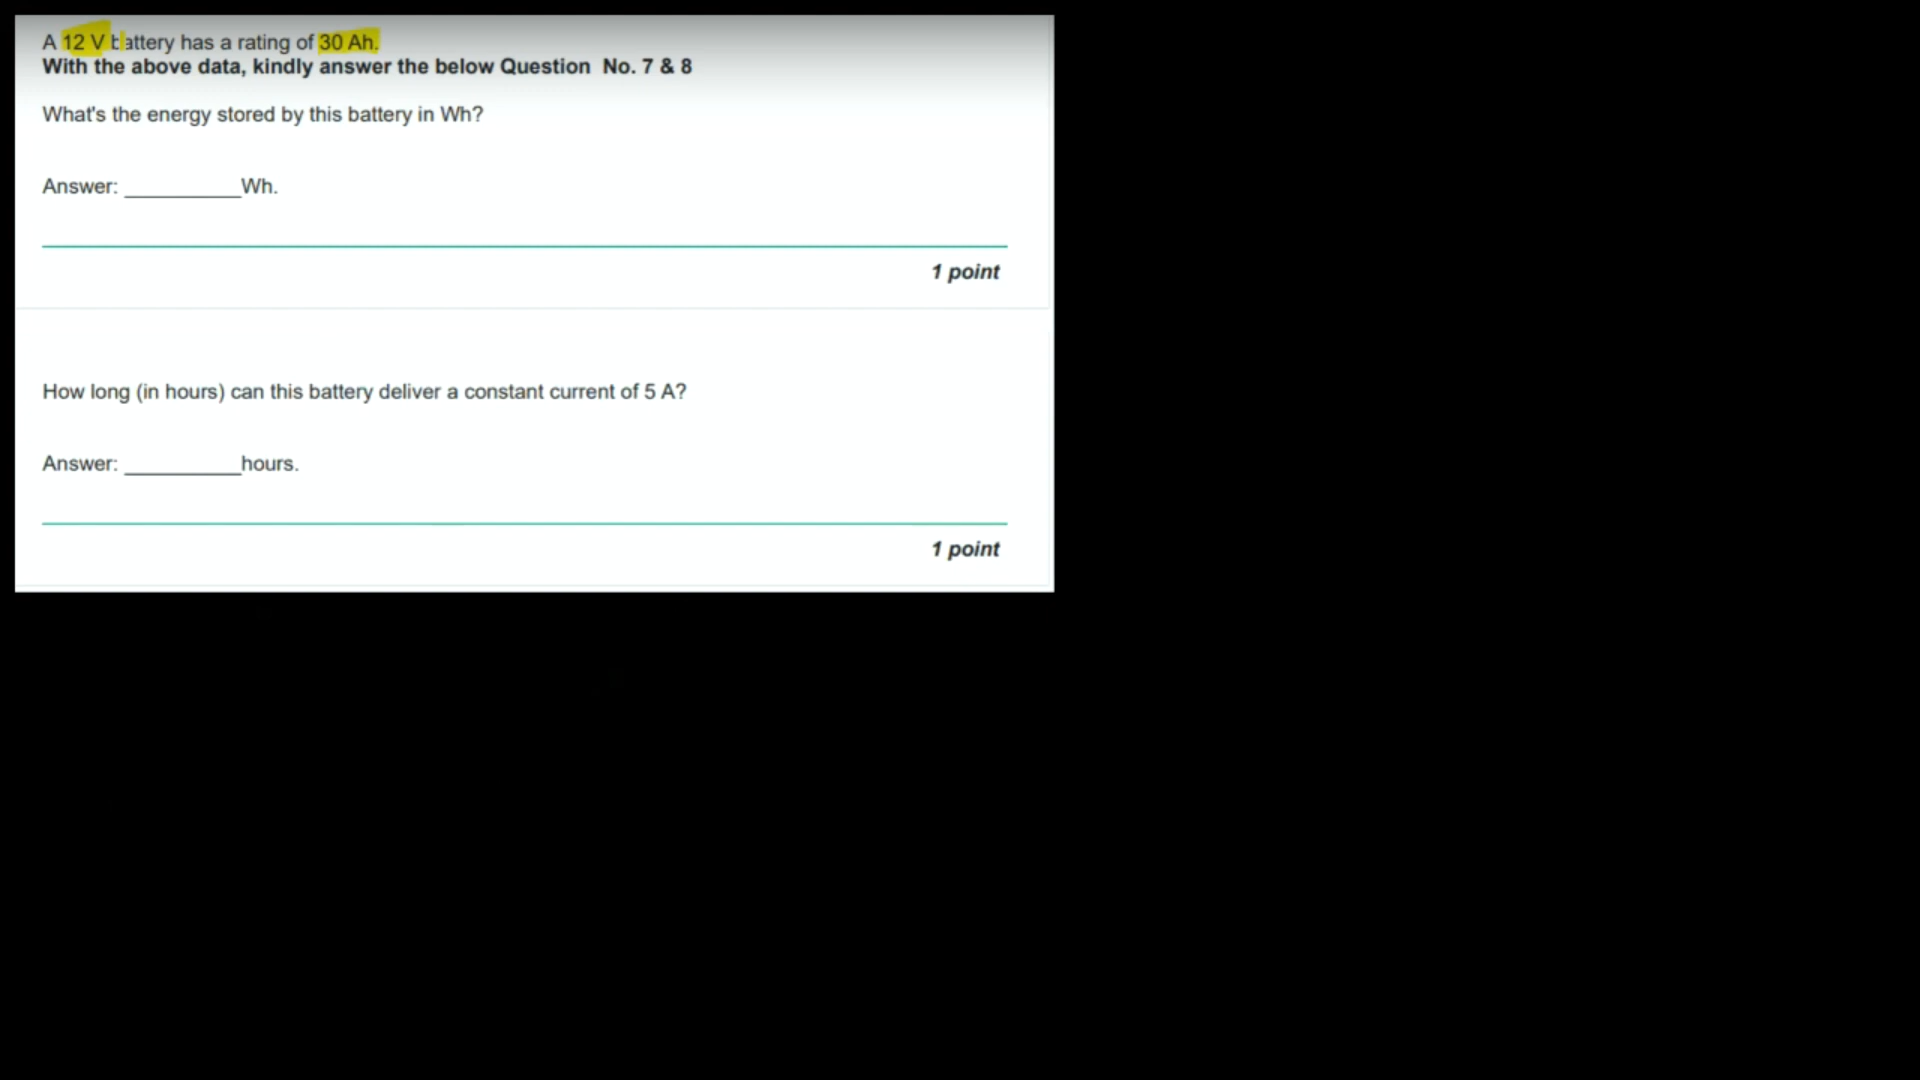 A 12 V battery has a rating of 30 Ah.
With the above data, kindly answer the below Question No. 7 & 8
What's the energy stored by this battery in Wh?
Answer: __________Wh.
1 point
How long (in hours) can this battery deliver a constant current of 5 A?
Answer: __________hours.
1 point